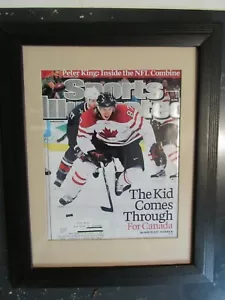 Peter King: Inside the NFL Combine
Sports
Illustrated
The Kid
Comes
Through
For Canada